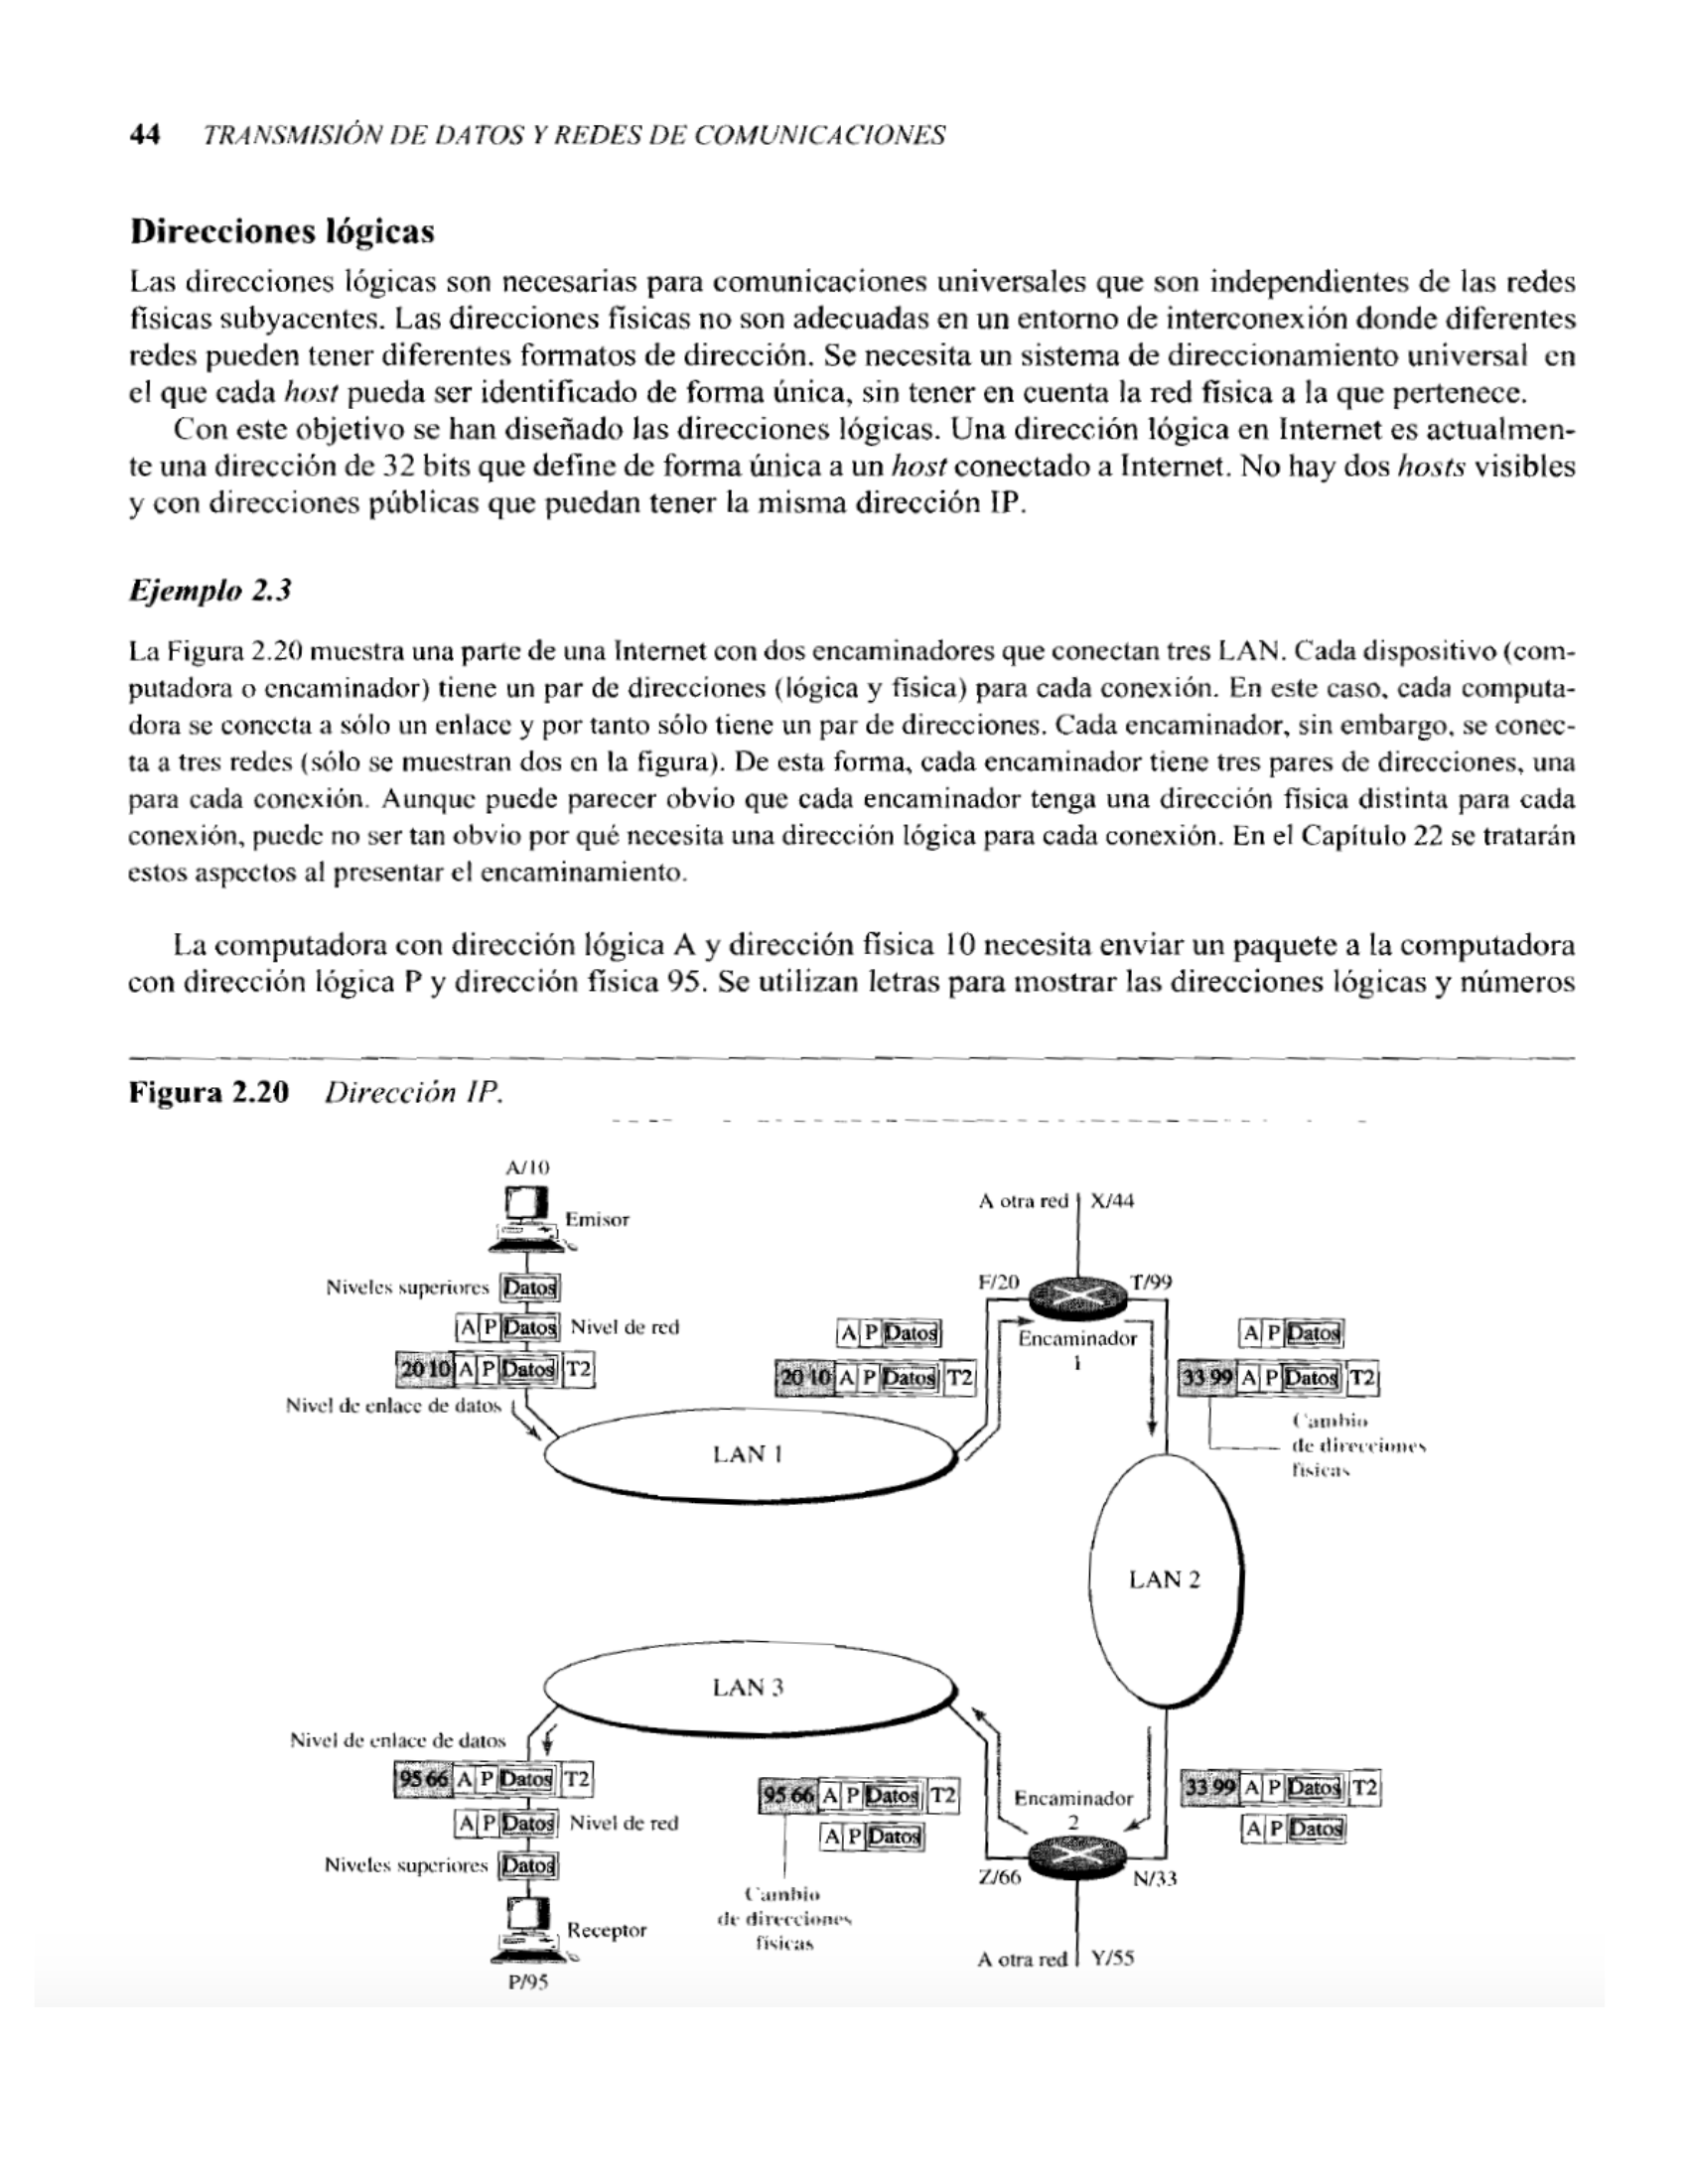 44 TRANSMISIÓN DE DATOS Y REDES DE COMUNICACIONES
Direcciones lógicas
Las direcciones lógicas son necesarias para comunicaciones universales que son independientes de las redes
físicas subyacentes. Las direcciones físicas no son adecuadas en un entorno de interconexión donde diferentes
redes pueden tener diferentes formatos de dirección. Se necesita un sistema de direccionamiento universal en
el que cada host pueda ser identificado de forma única, sin tener en cuenta la red física a la que pertenece.
Con este objetivo se han diseñado las direcciones lógicas. Una dirección lógica en Internet es actualmen-
te una dirección de 32 bits que define de forma única a un host conectado a Internet. No hay dos hosts visibles
y con direcciones públicas que puedan tener la misma dirección IP.
Ejemplo 2.3
La Figura 2.20 muestra una parte de una Internet con dos encaminadores que conectan tres LAN. Cada dispositivo (com-
putadora o encaminador) tiene un par de direcciones (lógica y física) para cada conexión. En este caso, cada computa-
dora se conecta a sólo un enlace y por tanto sólo tiene un par de direcciones. Cada encaminador, sin embargo, se conec-
ta a tres redes (sólo se muestran dos en la figura). De esta forma, cada encaminador tiene tres pares de direcciones, una
para cada conexión. Aunque puede parecer obvio que cada encaminador tenga una dirección física distinta para cada
conexión, puede no ser tan obvio por qué necesita una dirección lógica para cada conexión. En el Capítulo 22 se tratarán
estos aspectos al presentar el encaminamiento.
La computadora con dirección lógica A y dirección física 10 necesita enviar un paquete a la computadora
con dirección lógica P y dirección física 95. Se utilizan letras para mostrar las direcciones lógicas y números
Figura 2.20 Dirección IP.
A/10
Emisor
Niveles superiores Datos
A P Datos Nivel de red
20 10 A P Datos T2
Nivel de enlace de datos
LAN 1
A P Datos
20 10 A P Datos T2
A otra red X/44
F/20 T/99
Encaminador
1
A P Datos
33 99 A P Datos T2
Cambio
de direcciones
físicas
LAN 2
LAN 3
Nivel de enlace de datos
95 66 A P Datos T2
A P Datos Nivel de red
Niveles superiores Datos
Receptor
P/95
95 66 A P Datos T2
A P Datos
Cambio
de direcciones
físicas
Encaminador
2
Z/66 N/33
A otra red Y/55
33 99 A P Datos T2
A P Datos